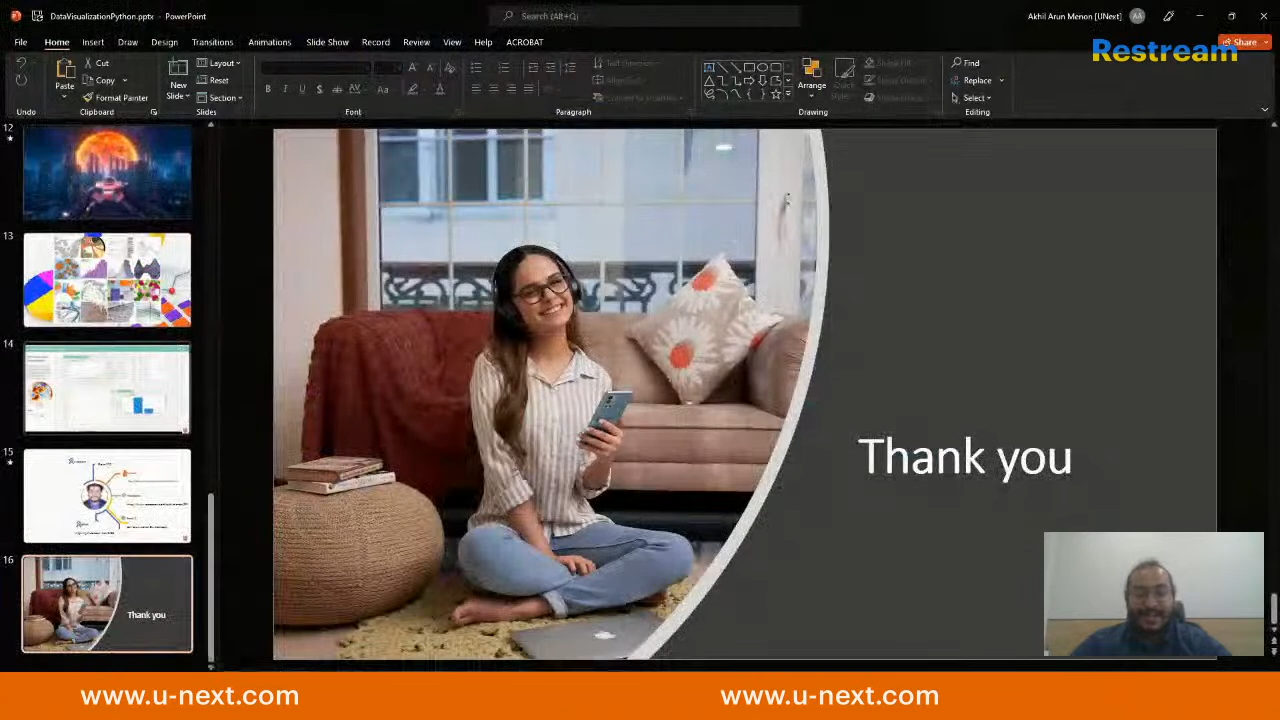 DataVisualizationPython.pptx - PowerPoint
Search (Alt+Q)
Akhil Arun Menon [UNext]
AA
File Home Insert Draw Design Transitions Animations Slide Show Record Review View Help ACROBAT
Share
Restream
Paste
Cut
Copy
Format Painter
New
Slide
Layout
Reset
Section
Find
Replace
Select
Arrange
Undo Clipboard Slides Font Paragraph Drawing Editing
12
13
14
15
16
Thank you
Thank you
www.u-next.com www.u-next.com